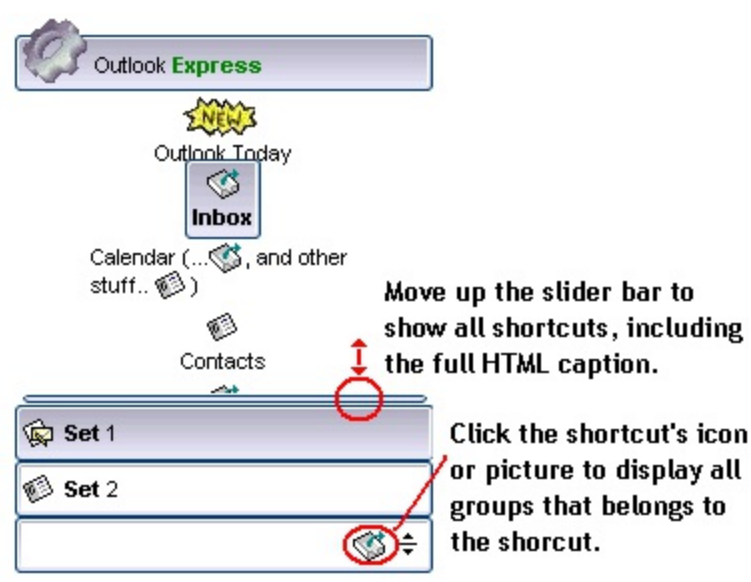 Outlook Express
NEW
Outlook Today
Inbox
Calendar (..., and other
stuff.. )
Contacts
Move up the slider bar to
show all shortcuts, including
the full HTML caption.
Set 1
Set 2
Click the shortcut's icon
or picture to display all
groups that belongs to
the shorcut.